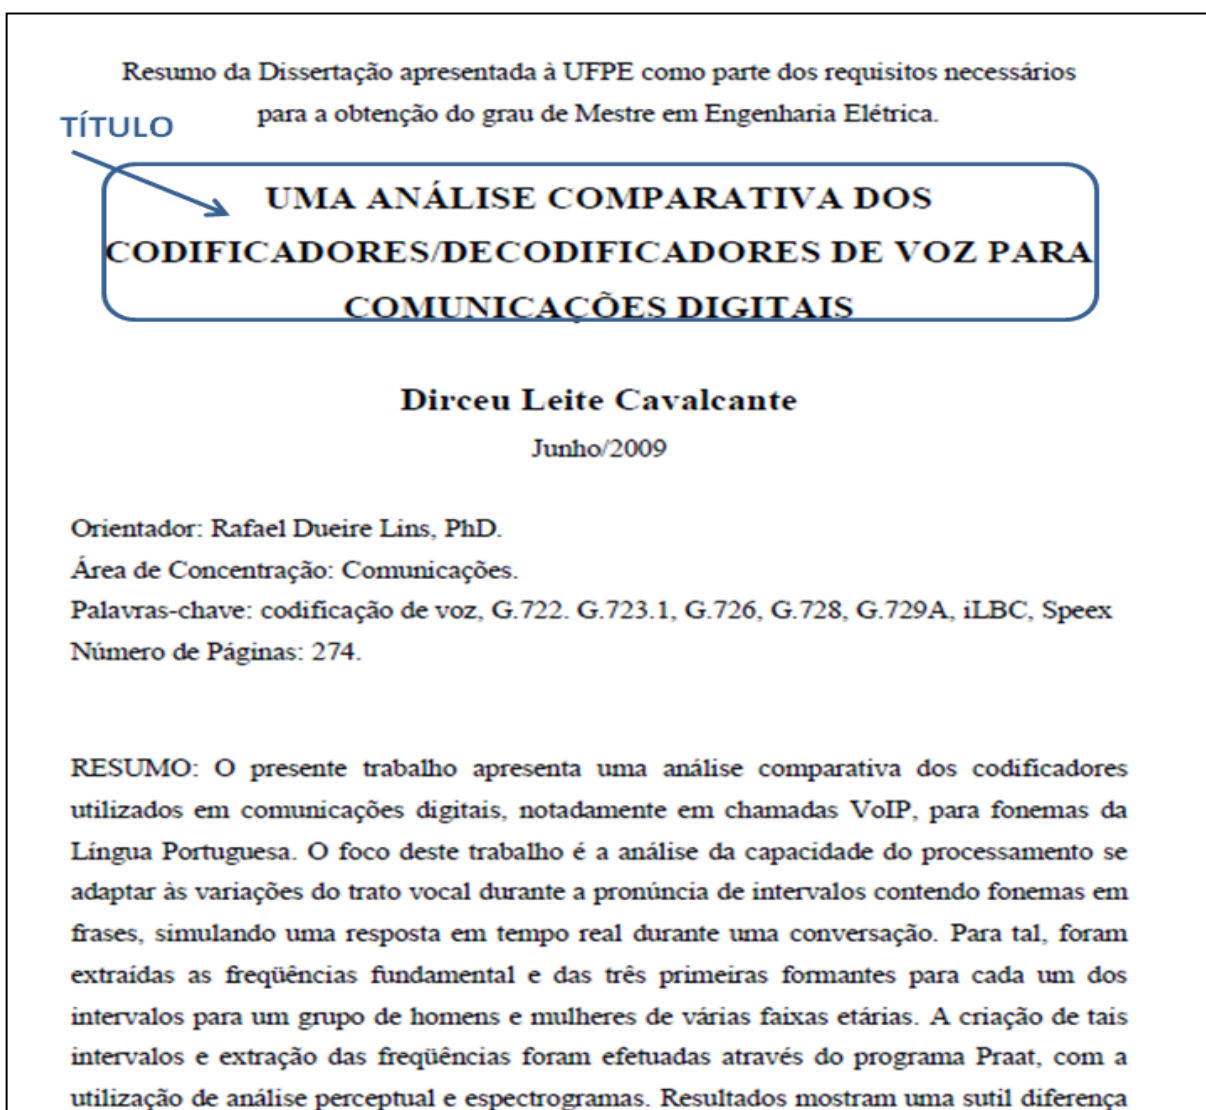 Resumo da Dissertação apresentada à UFPE como parte dos requisitos necessários
para a obtenção do grau de Mestre em Engenharia Elétrica.
TÍTULO
UMA ANÁLISE COMPARATIVA DOS
CODIFICADORES/DECODIFICADORES DE VOZ PARA
COMUNICAÇÕES DIGITAIS
Dirceu Leite Cavalcante
Junho/2009
Orientador: Rafael Dueire Lins, PhD.
Área de Concentração: Comunicações.
Palavras-chave: codificação de voz, G.722. G.723.1, G.726, G.728, G.729A, iLBC, Speex
Número de Páginas: 274.
RESUMO: O presente trabalho apresenta uma análise comparativa dos codificadores
utilizados em comunicações digitais, notadamente em chamadas VoIP, para fonemas da
Língua Portuguesa. O foco deste trabalho é a análise da capacidade do processamento se
adaptar às variações do trato vocal durante a pronúncia de intervalos contendo fonemas em
frases, simulando uma resposta em tempo real durante uma conversação. Para tal, foram
extraídas as freqüências fundamental e das três primeiras formantes para cada um dos
intervalos para um grupo de homens e mulheres de várias faixas etárias. A criação de tais
intervalos e extração das freqüências foram efetuadas através do programa Praat, com a
utilização de análise perceptual e espectrogramas. Resultados mostram uma sutil diferença